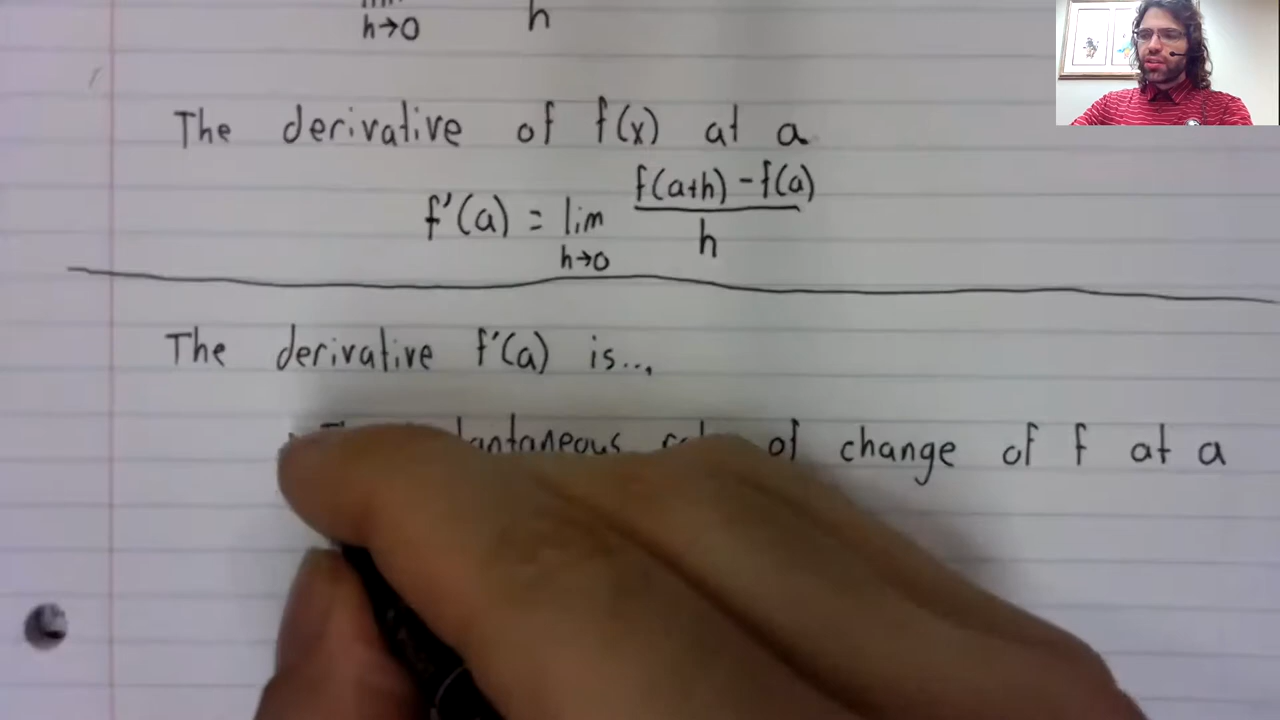 h→0 h
The derivative of f(x) at a
f'(a) = lim h→0 f(a+h) - f(a) / h
The derivative f'(a) is...
of change of f at a